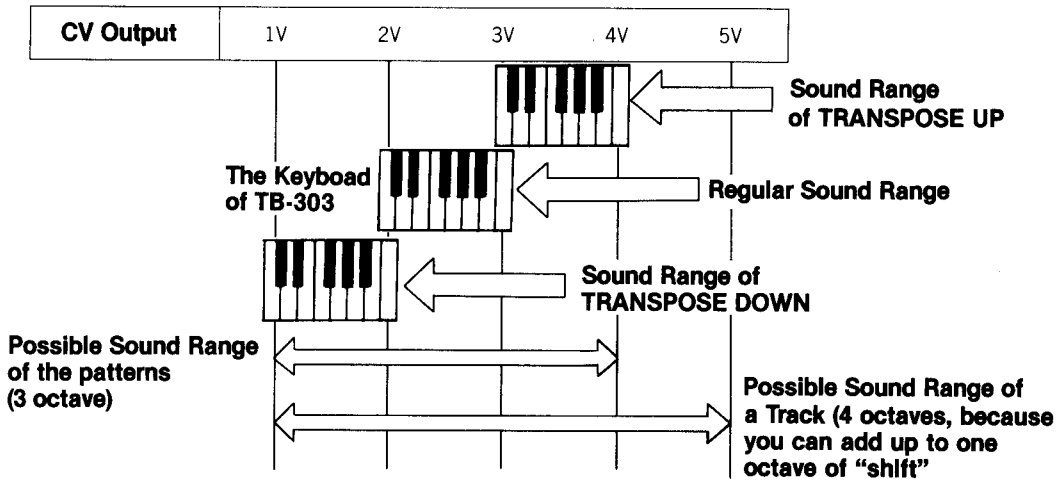 CV Output 1V 2V 3V 4V 5V
Sound Range
of TRANSPOSE UP
The Keyboad
of TB-303
Regular Sound Range
Sound Range of
TRANSPOSE DOWN
Possible Sound Range
of the patterns
(3 octave)
Possible Sound Range of
a Track (4 octaves, because
you can add up to one
octave of “shift”